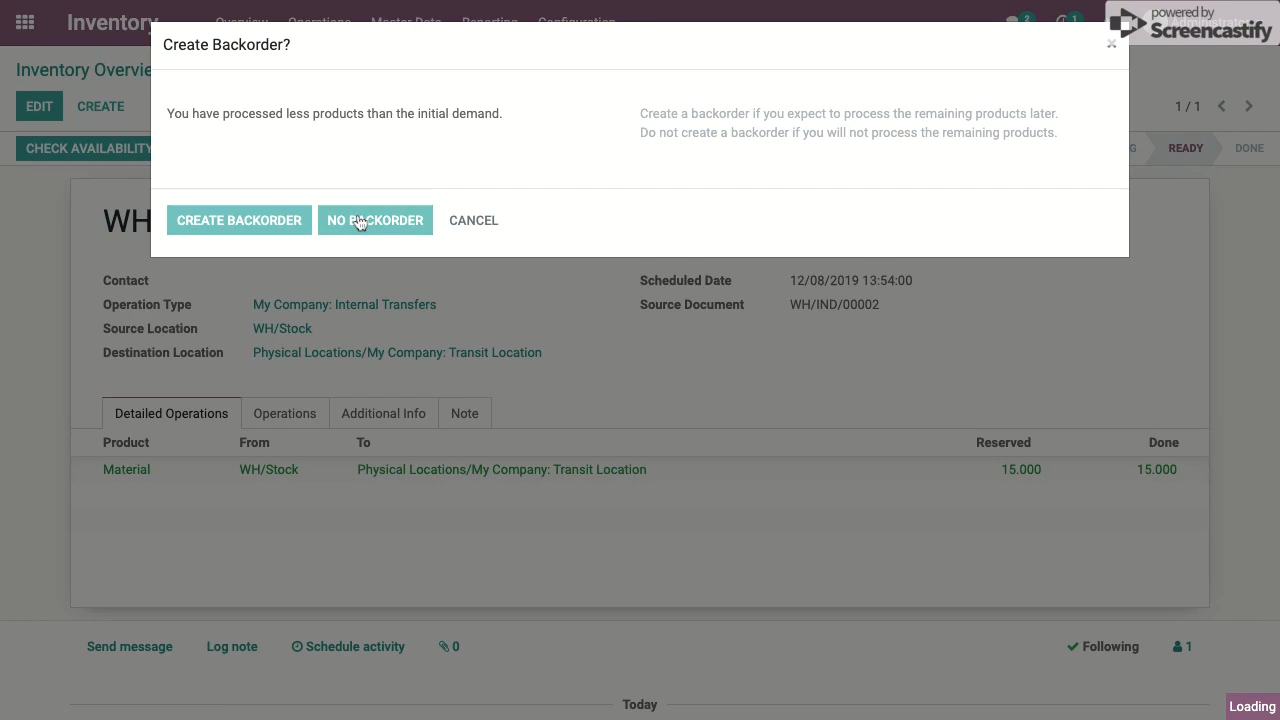 Inventory
Overview Operations Master Data Reporting Configuration
2 1
powered by
Screencastify
Create Backorder?
×
Inventory Overvie
EDIT CREATE
1 / 1
You have processed less products than the initial demand.
Create a backorder if you expect to process the remaining products later.
Do not create a backorder if you will not process the remaining products.
CHECK AVAILABILITY
G READY DONE
CREATE BACKORDER NO BACKORDER CANCEL
WH
Contact
Scheduled Date 12/08/2019 13:54:00
Operation Type My Company: Internal Transfers
Source Document WH/IND/00002
Source Location WH/Stock
Destination Location Physical Locations/My Company: Transit Location
Detailed Operations Operations Additional Info Note
Product From To Reserved Done
Material WH/Stock Physical Locations/My Company: Transit Location 15.000 15.000
Send message Log note Schedule activity 0
Following 1
Today
Loading